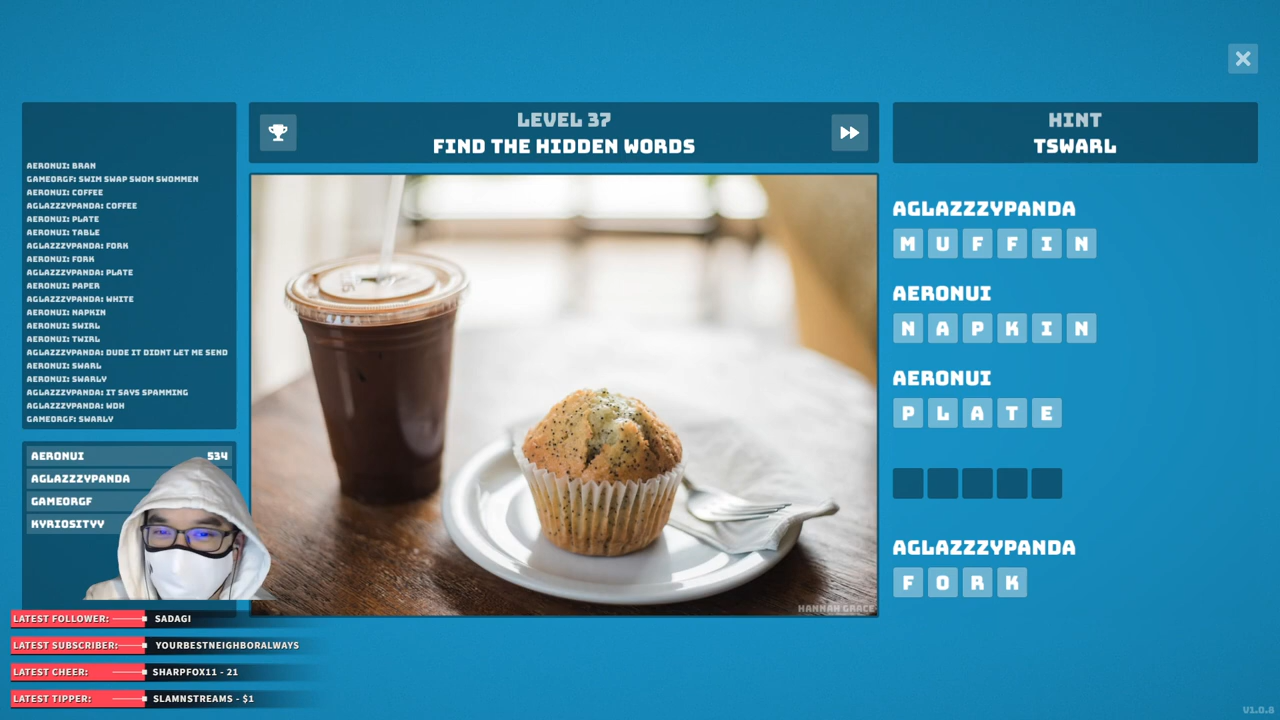 LEVEL 37
FIND THE HIDDEN WORDS
HINT
TSWARL
AERONUI: BRAN
GAMEORGF: SWIM SWAP SWOM SWOMMEN
AERONUI: COFFEE
AGLAZZZYPANDA: COFFEE
AERONUI: PLATE
AERONUI: TABLE
AGLAZZZYPANDA: FORK
AERONUI: FORK
AGLAZZZYPANDA: PLATE
AERONUI: PAPER
AGLAZZZYPANDA: WHITE
AERONUI: NAPKIN
AERONUI: SWIRL
AERONUI: TWIRL
AGLAZZZYPANDA: DUDE IT DIDNT LET ME SEND
AERONUI: SWARL
AERONUI: SWARLY
AGLAZZZYPANDA: IT SAYS SPAMMING
AGLAZZZYPANDA: WOH
GAMEORGF: SWARLY
AERONUI 534
AGLAZZZYPANDA
GAMEORGF
KYRIOSITYY
HANNAH GRACE
AGLAZZZYPANDA
MUFFIN
AERONUI
NAPKIN
AERONUI
PLATE
AGLAZZZYPANDA
FORK
LATEST FOLLOWER: SADAGI
LATEST SUBSCRIBER: YOURBESTNEIGHBORALWAYS
LATEST CHEER: SHARPFOX11 - 21
LATEST TIPPER: SLAMNSTREAMS - $1
V1.0.8